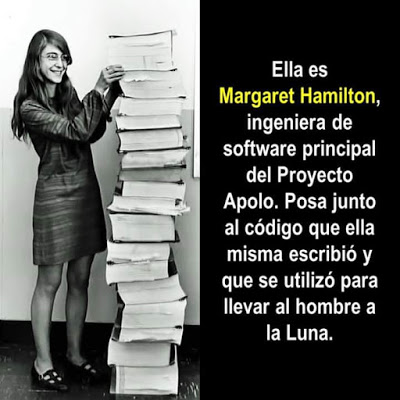 Ella es
Margaret Hamilton,
ingeniera de
software principal
del Proyecto
Apolo. Posa junto
al código que ella
misma escribió y
que se utilizó para
llevar al hombre a
la Luna.